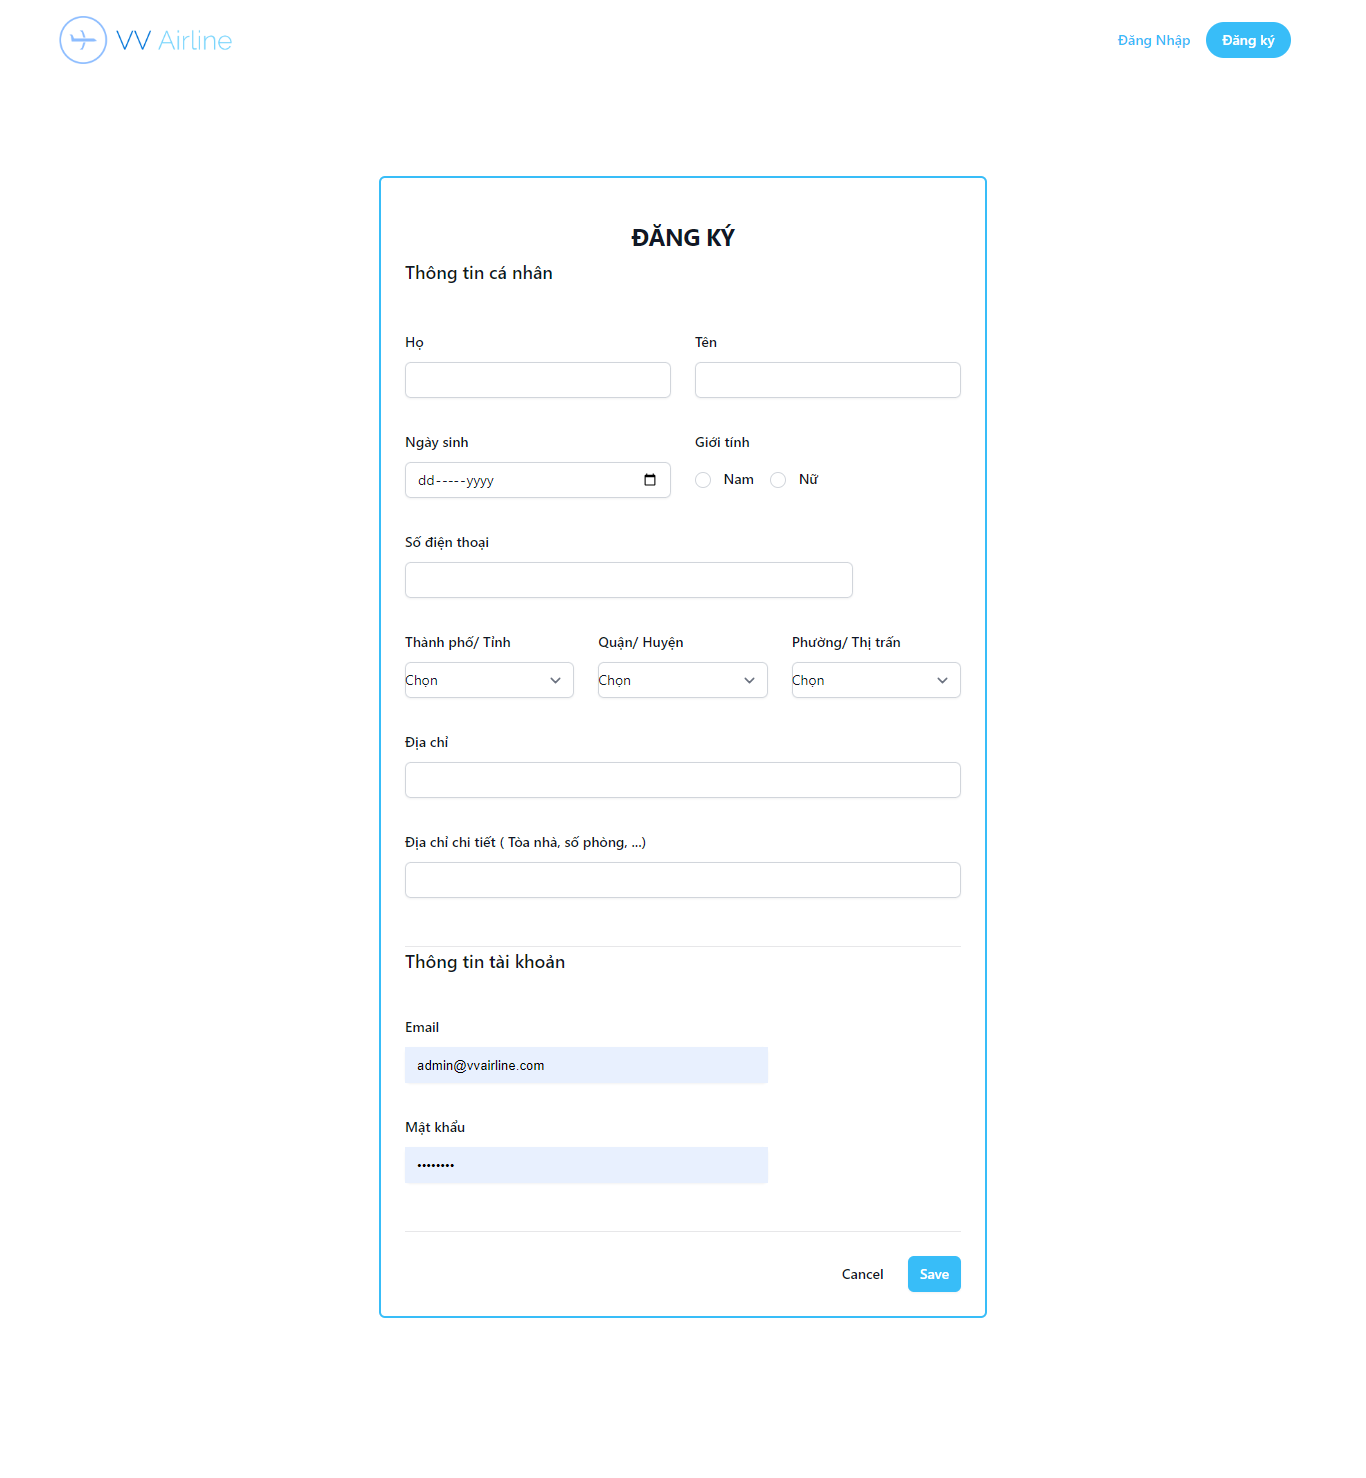 VV Airline
Đăng Nhập
Đăng ký
ĐĂNG KÝ
Thông tin cá nhân
Họ
Tên
Ngày sinh
Giới tính
dd-----yyyy
Nam
Nữ
Số điện thoại
Thành phố/ Tỉnh
Quận/ Huyện
Phường/ Thị trấn
Chọn
Chọn
Chọn
Địa chỉ
Địa chỉ chi tiết ( Tòa nhà, số phòng, ...)
Thông tin tài khoản
Email
admin@vvairline.com
Mật khẩu
••••••••
Cancel
Save